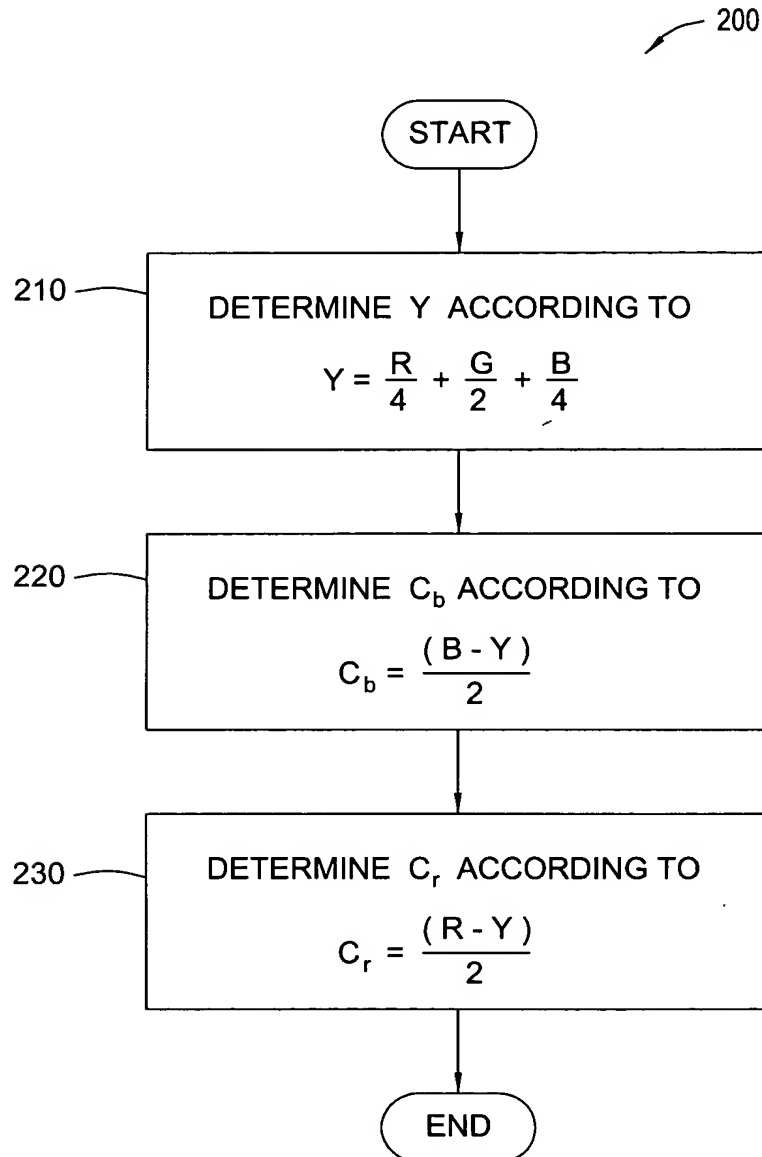 200
START
210
DETERMINE Y ACCORDING TO
Y = R/4 + G/2 + B/4
220
DETERMINE C_b ACCORDING TO
C_b = (B - Y)/2
230
DETERMINE C_r ACCORDING TO
C_r = (R - Y)/2
END